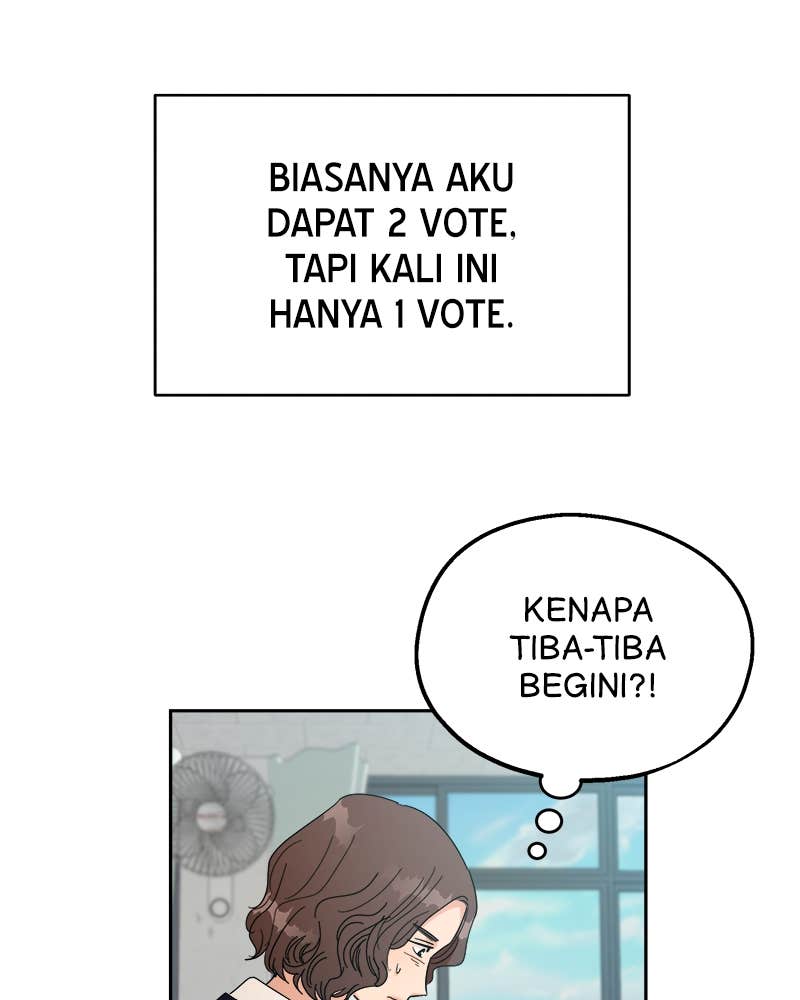 BIASANYA AKU
DAPAT 2 VOTE,
TAPI KALI INI
HANYA 1 VOTE.
KENAPA
TIBA-TIBA
BEGINI?!